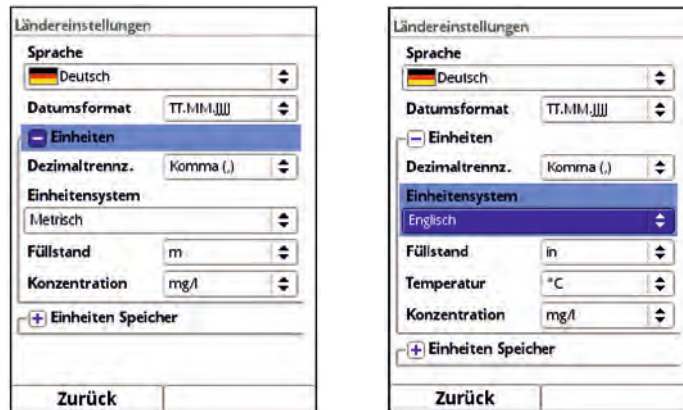 Ländereinstellungen
Sprache
Deutsch
Datumsformat TT.MM.JJJJ
Einheiten
Dezimaltrennz. Komma (,)
Einheitensystem
Metrisch
Füllstand m
Konzentration mg/l
Einheiten Speicher
Zurück
Ländereinstellungen
Sprache
Deutsch
Datumsformat TT.MM.JJJJ
Einheiten
Dezimaltrennz. Komma (,)
Einheitensystem
Englisch
Füllstand in
Temperatur °C
Konzentration mg/l
Einheiten Speicher
Zurück